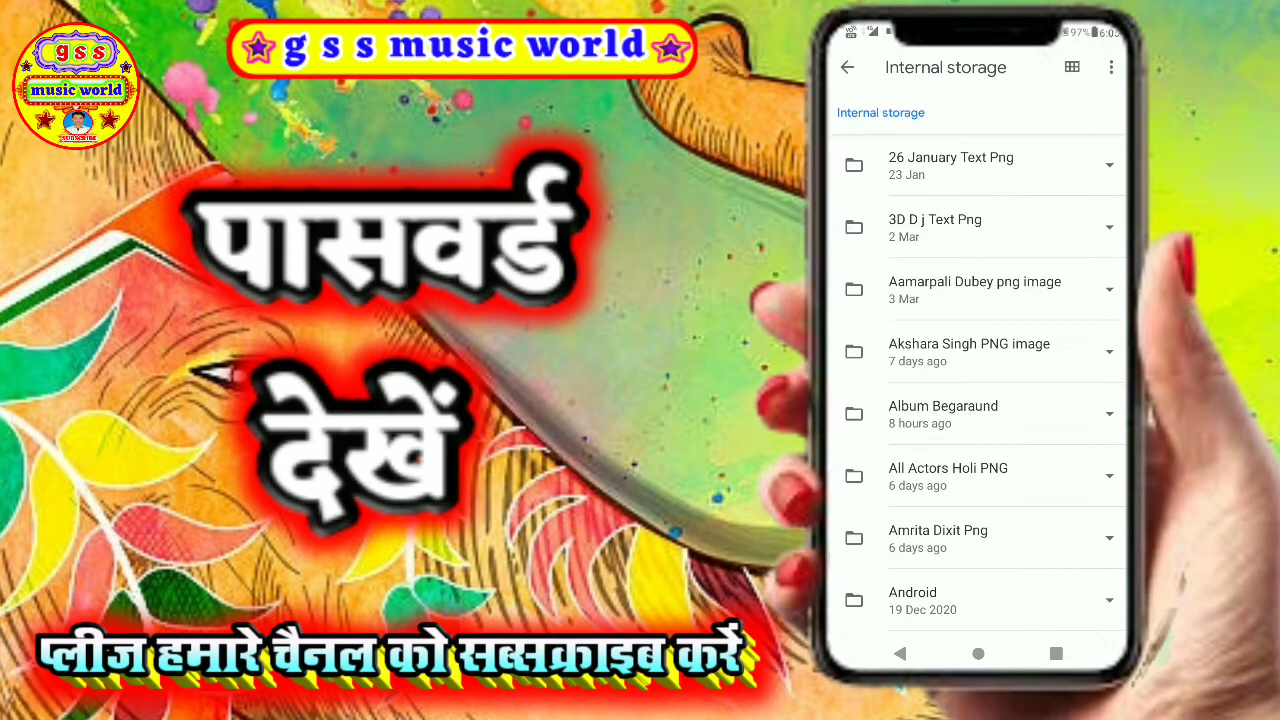 g s s
music world
SUBSCRIBE
g s s music world
पासवर्ड
देखें
प्लीज हमारे चैनल को सब्सक्राइब करें
97%
Internal storage
Internal storage
26 January Text Png
23 Jan
3D D j Text Png
2 Mar
Aamarpali Dubey png image
3 Mar
Akshara Singh PNG image
7 days ago
Album Begaraund
8 hours ago
All Actors Holi PNG
6 days ago
Amrita Dixit Png
6 days ago
Android
19 Dec 2020